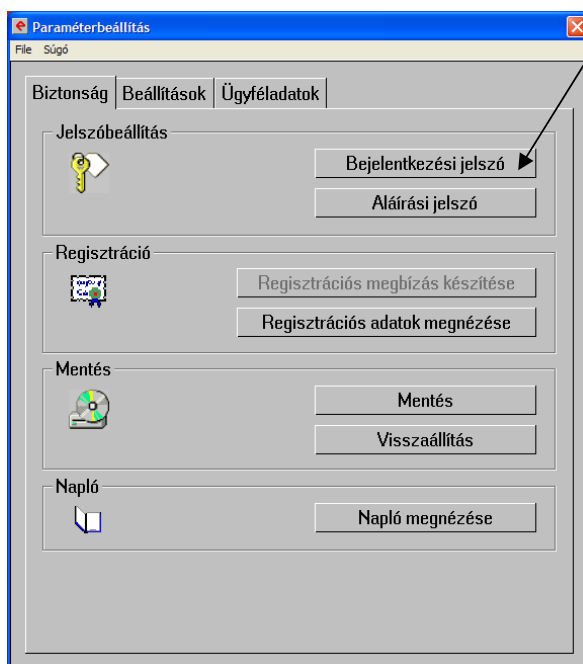 Paraméterbeállítás
File Súgó
Biztonság Beállítások Ügyféladatok
Jelszóbeállítás
Bejelentkezési jelszó
Aláírási jelszó
Regisztráció
Regisztrációs megbízás készítése
Regisztrációs adatok megnézése
Mentés
Mentés
Visszaállítás
Napló
Napló megnézése